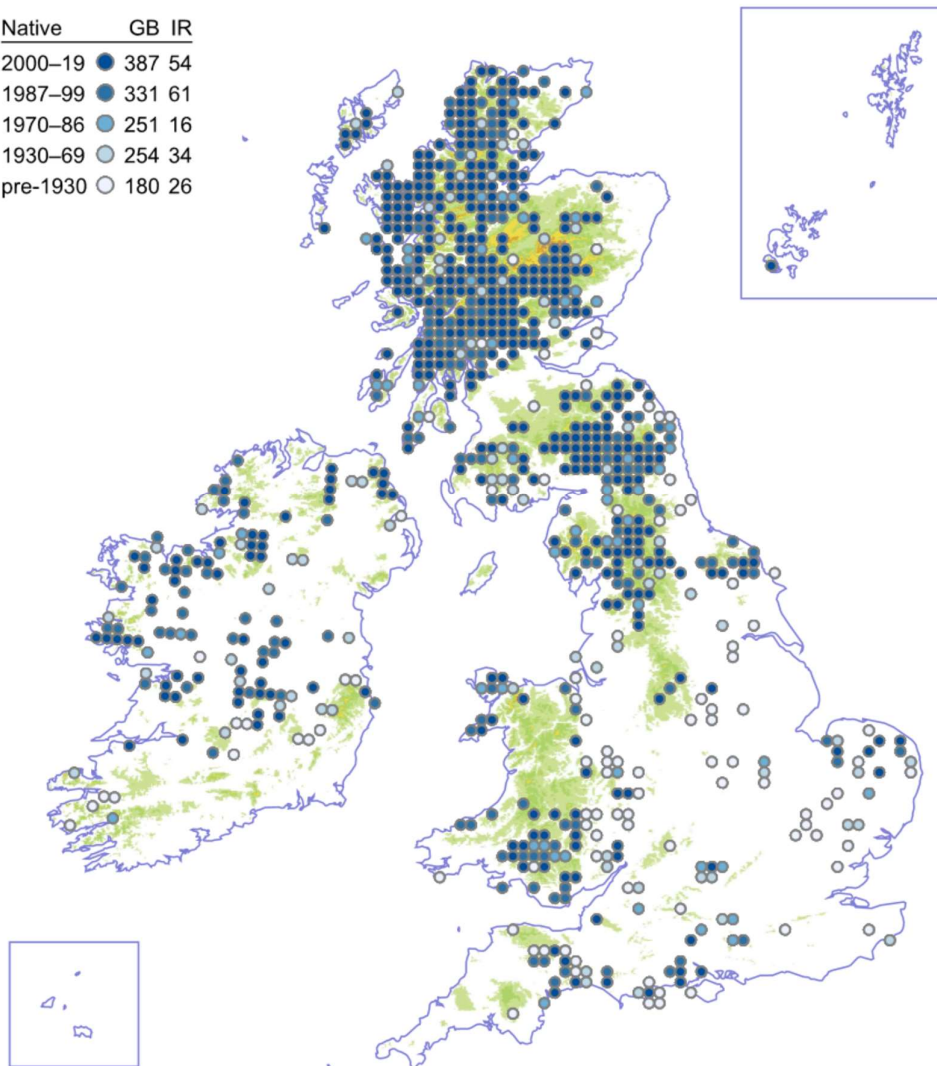 Native GB IR
2000–19 387 54
1987–99 331 61
1970–86 251 16
1930–69 254 34
pre-1930 180 26